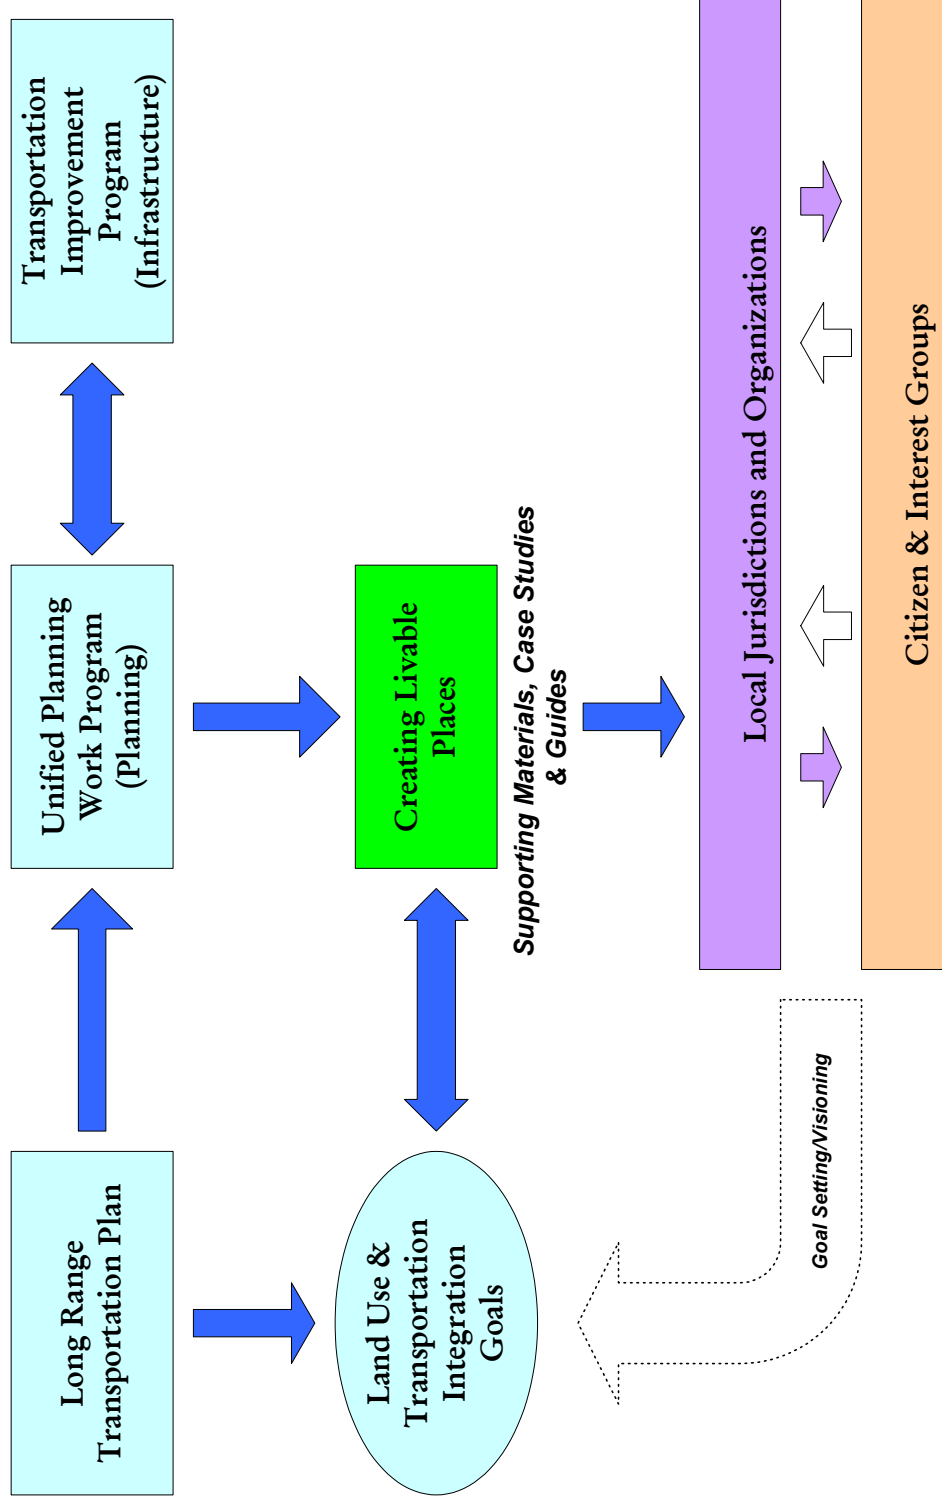 Long Range
Transportation Plan
Unified Planning
Work Program
(Planning)
Transportation
Improvement
Program
(Infrastructure)
Land Use &
Transportation
Integration
Goals
Creating Livable
Places
Supporting Materials, Case Studies
& Guides
Local Jurisdictions and Organizations
Goal Setting/Visioning
Citizen & Interest Groups